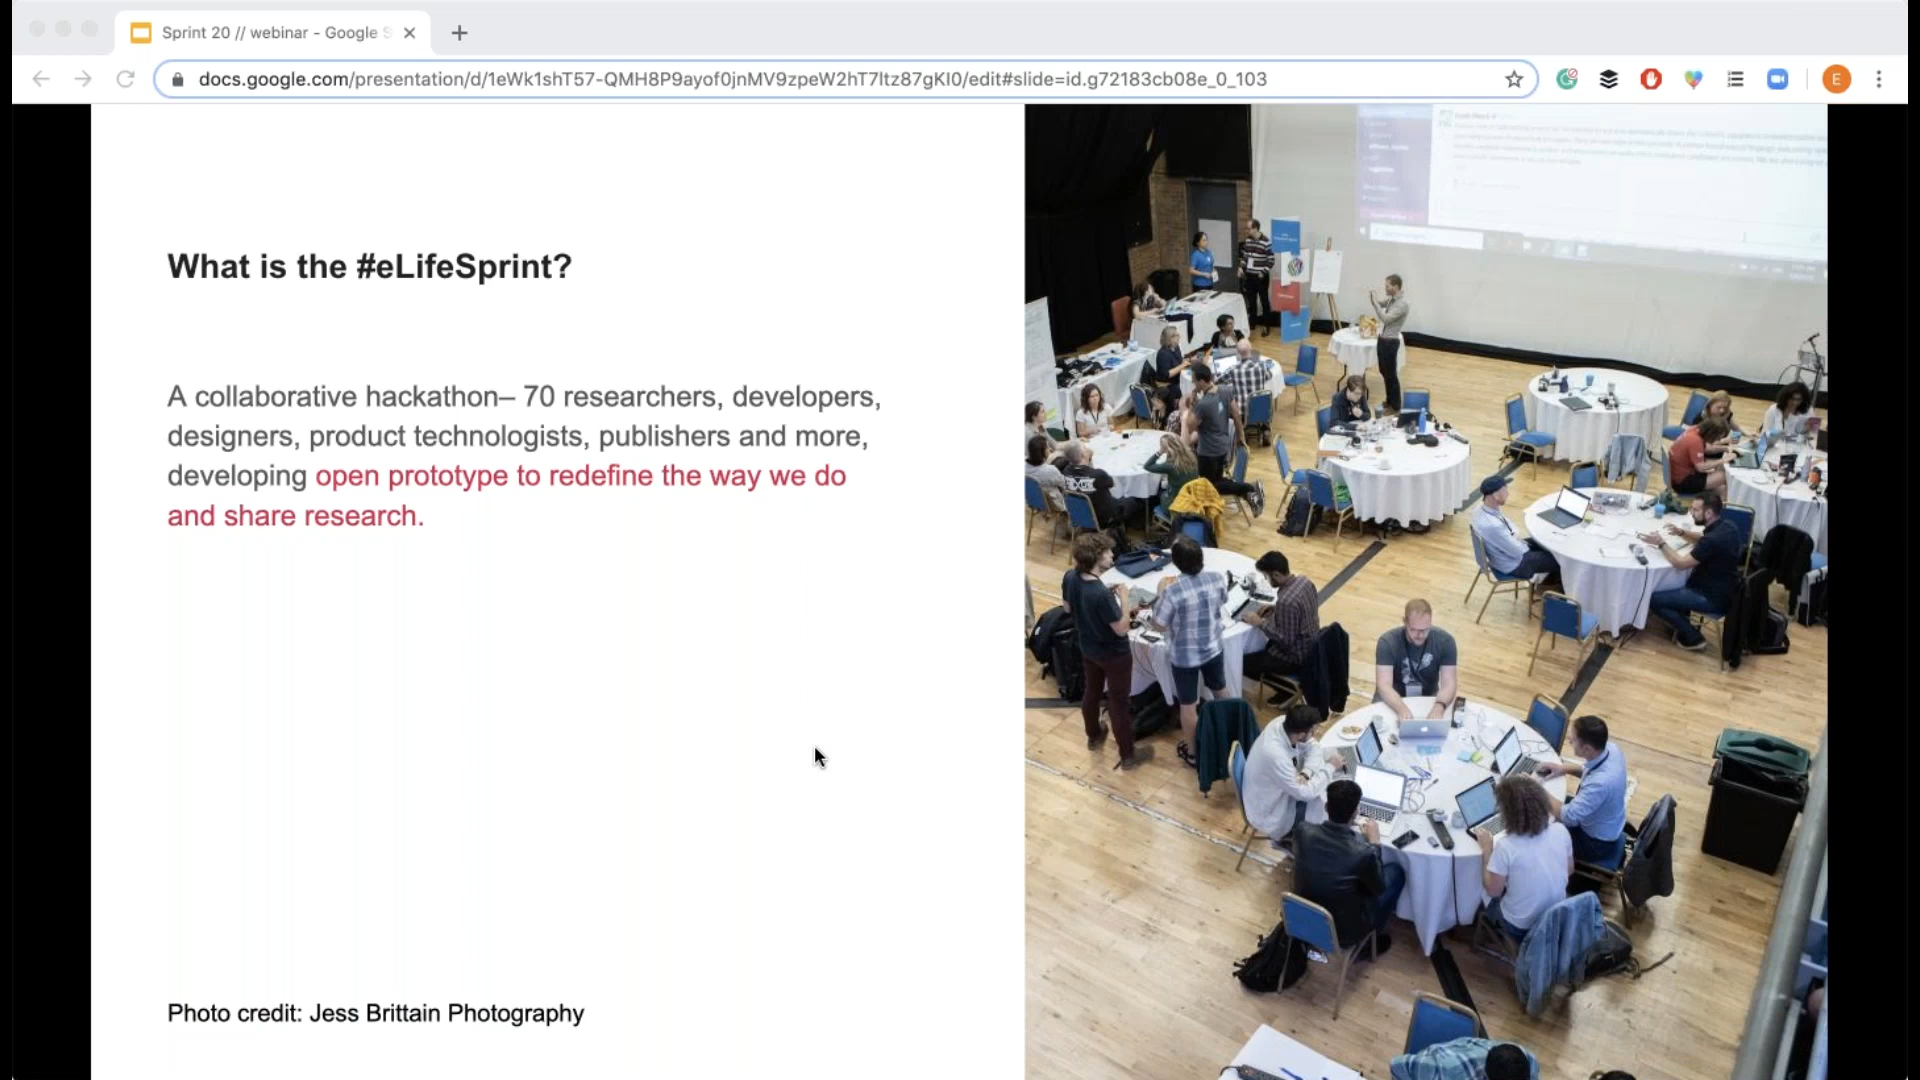 Sprint 20 // webinar - Google S
docs.google.com/presentation/d/1eWk1shT57-QMH8P9ayof0jnMV9zpeW2hT7Itz87gKI0/edit#slide=id.g72183cb08e_0_103
E
What is the #eLifeSprint?
A collaborative hackathon– 70 researchers, developers,
designers, product technologists, publishers and more,
developing open prototype to redefine the way we do
and share research.
Photo credit: Jess Brittain Photography